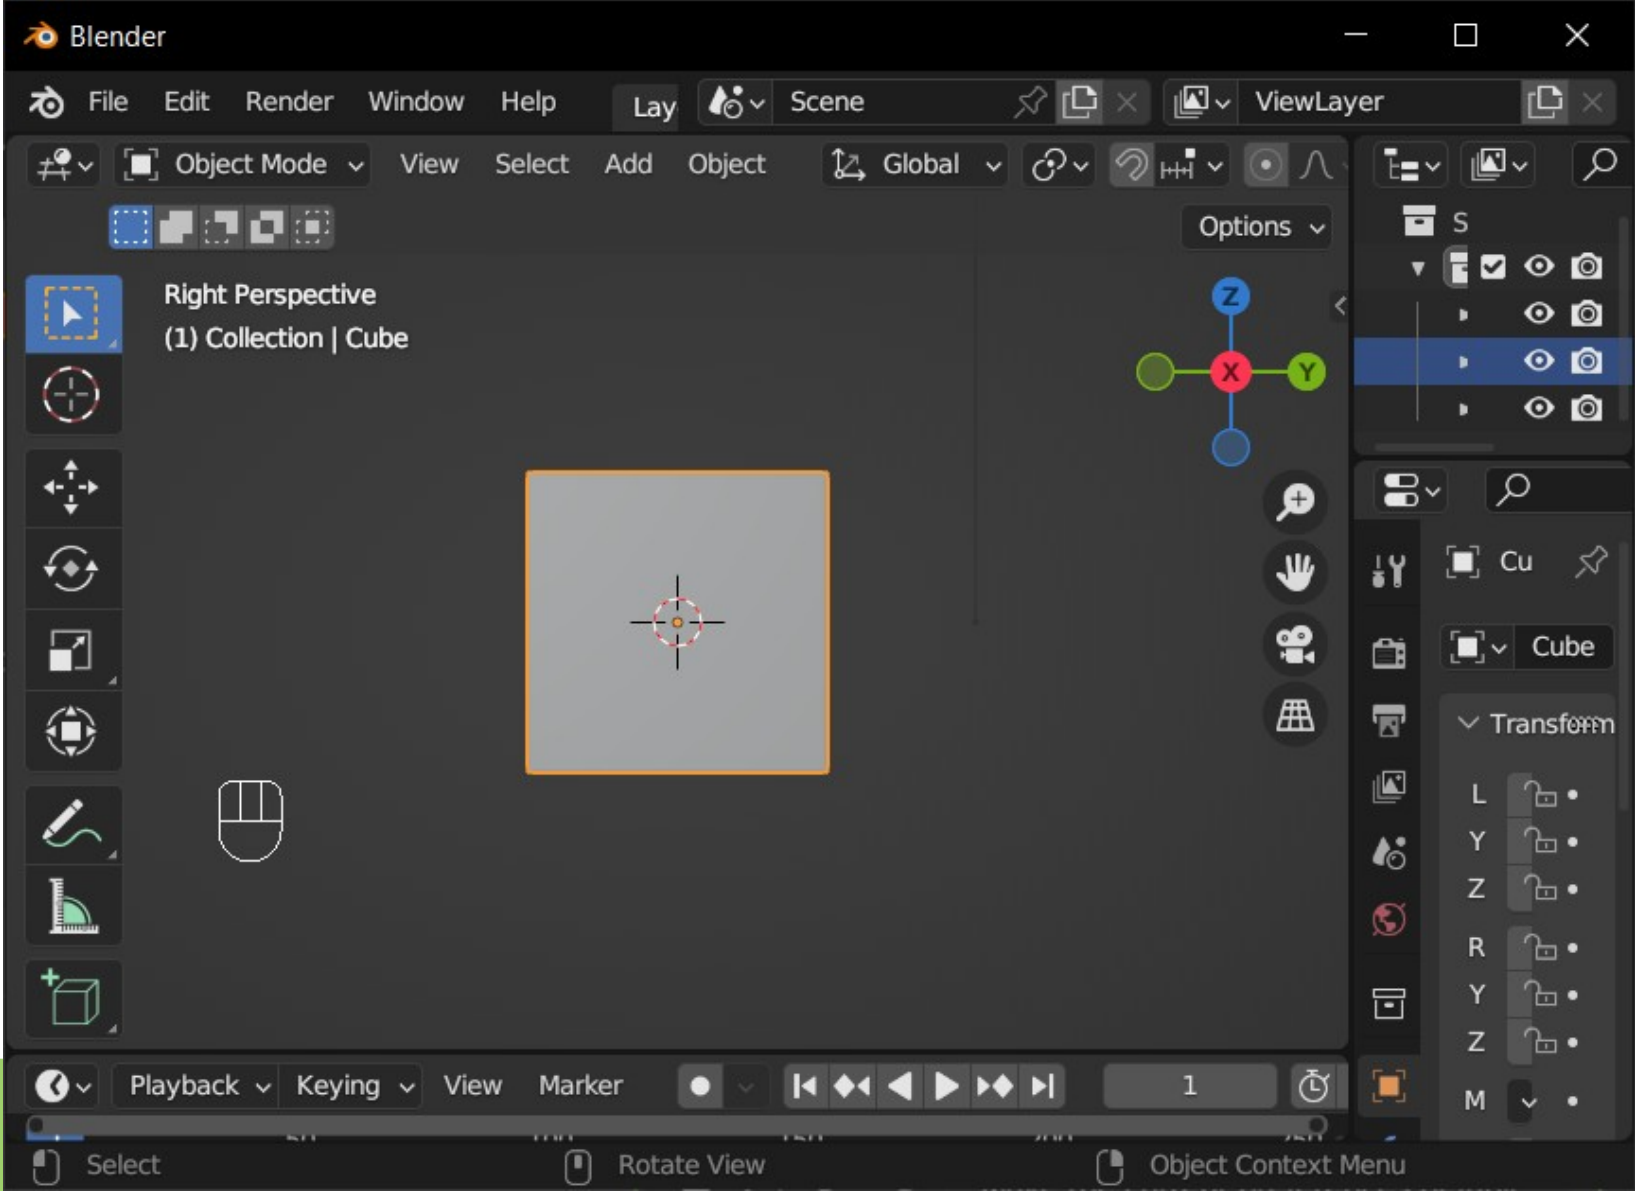 Blender
File Edit Render Window Help Lay Scene ViewLayer
Object Mode View Select Add Object Global
Options
S
Right Perspective
(1) Collection | Cube
Z
X Y
Cu
Cube
Transform
L
Y
Z
R
Y
Z
M
Playback Keying View Marker 1
Select Rotate View Object Context Menu